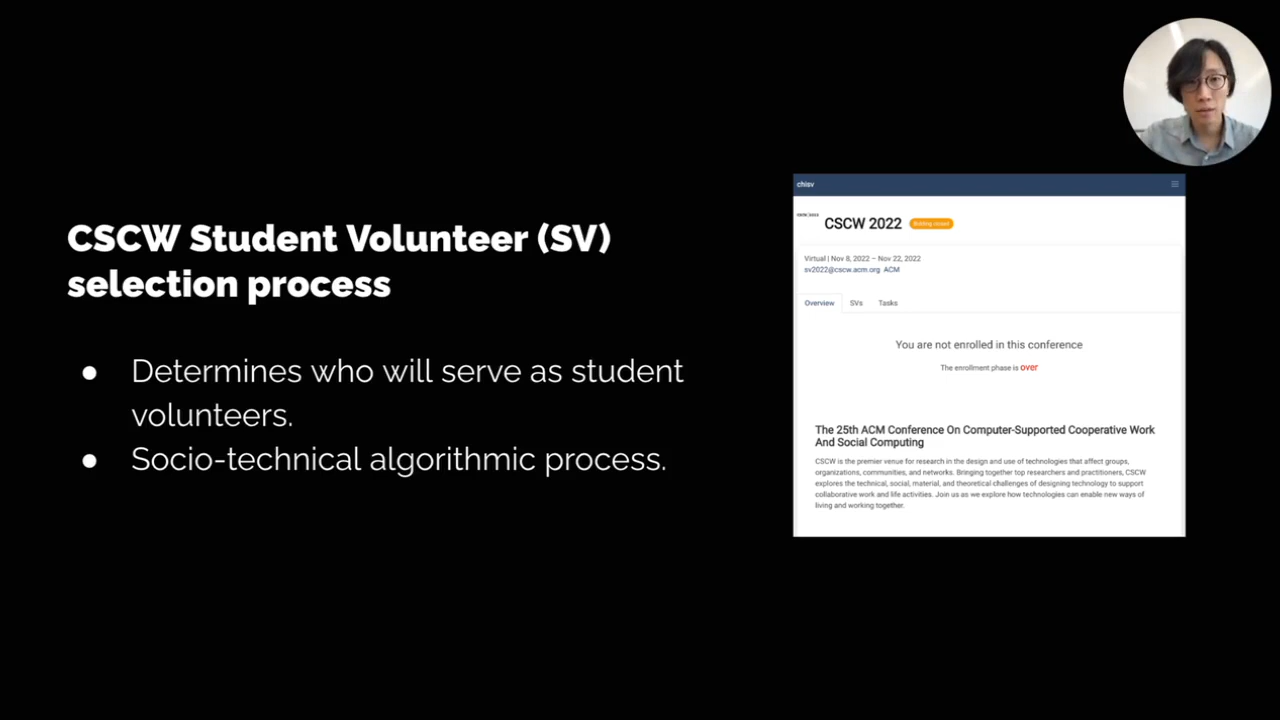 CSCW Student Volunteer (SV)
selection process
● Determines who will serve as student
volunteers.
● Socio-technical algorithmic process.
chisv
CSCW 2022 Bidding closed
Virtual | Nov 8, 2022 – Nov 22, 2022
sv2022@cscw.acm.org ACM
Overview SVs Tasks
You are not enrolled in this conference
The enrollment phase is over
The 25th ACM Conference On Computer-Supported Cooperative Work
And Social Computing
CSCW is the premier venue for research in the design and use of technologies that affect groups,
organizations, communities, and networks. Bringing together top researchers and practitioners, CSCW
explores the technical, social, material, and theoretical challenges of designing technology to support
collaborative work and life activities. Join us as we explore how technologies can enable new ways of
living and working together.